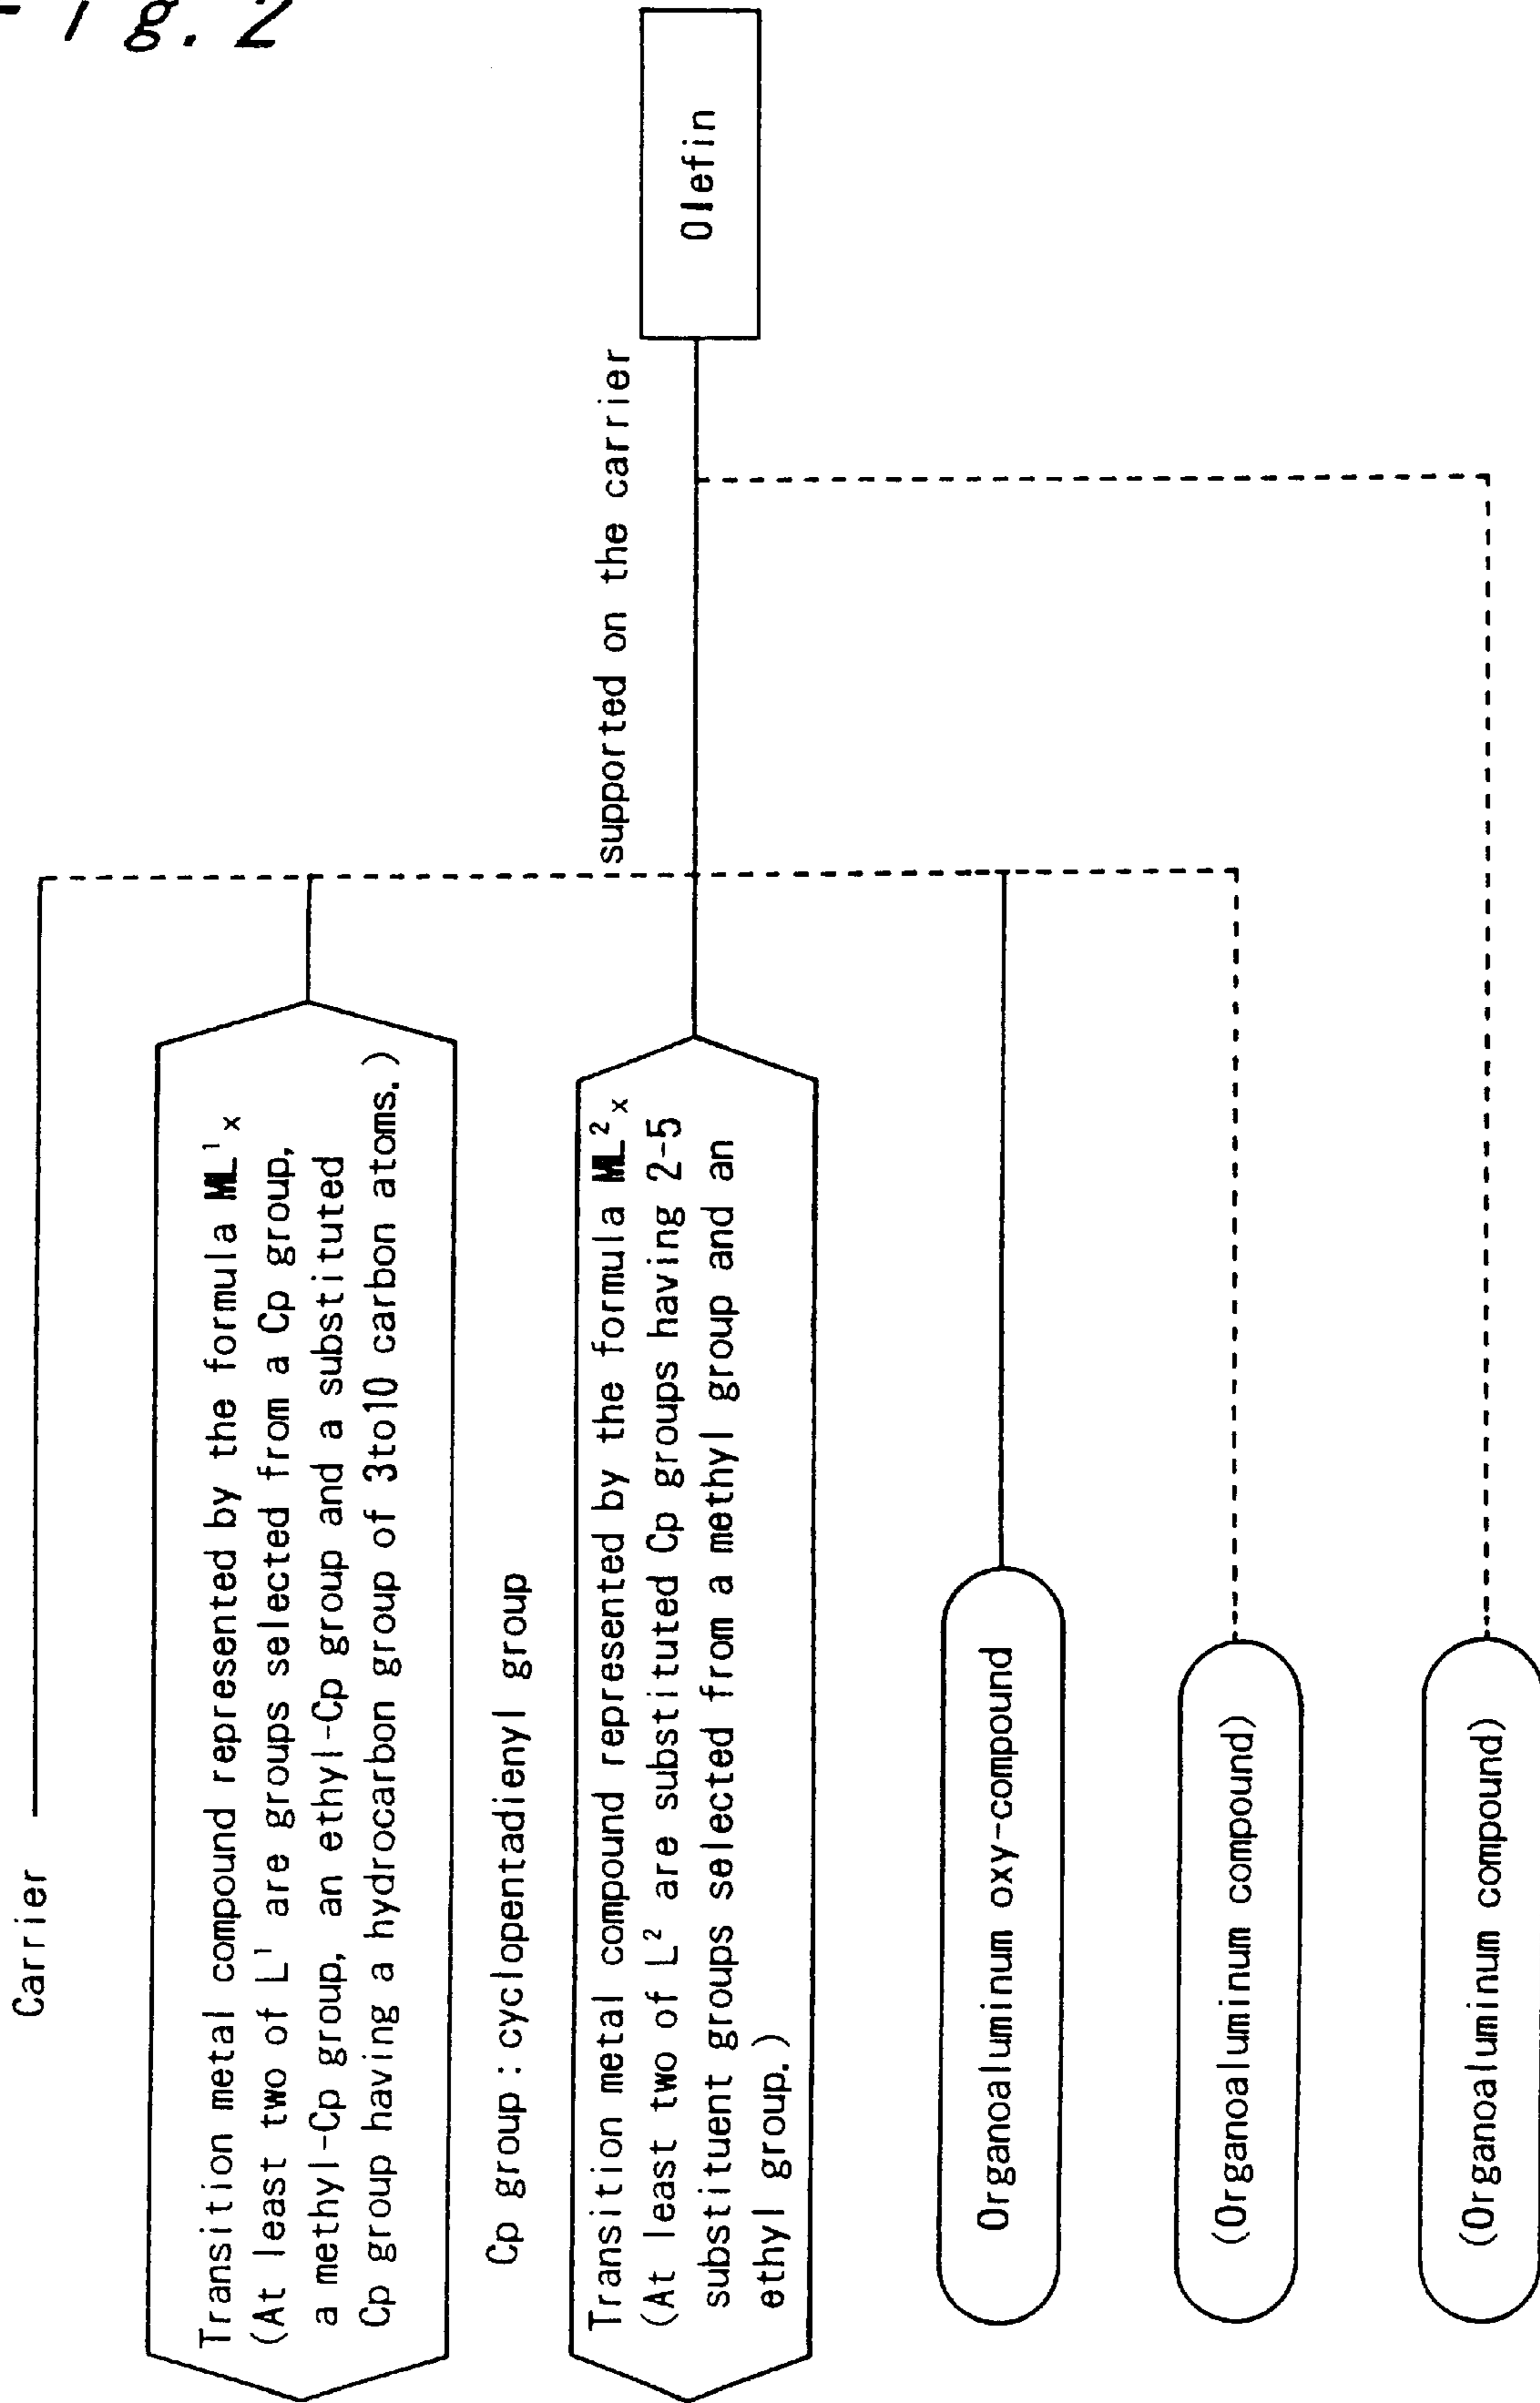 Fig. 2
Carrier
Transition metal compound represented by the formula ML¹ₓ
(At least two of L¹ are groups selected from a Cp group,
a methyl-Cp group, an ethyl-Cp group and a substituted
Cp group having a hydrocarbon group of 3to10 carbon atoms.)
Cp group : cyclopentadienyl group
Transition metal compound represented by the formula ML²ₓ
(At least two of L² are substituted Cp groups having 2-5
substituent groups selected from a methyl group and an
ethyl group.)
supported on the carrier
Olefin
Organoaluminum oxy-compound
(Organoaluminum compound)
(Organoaluminum compound)